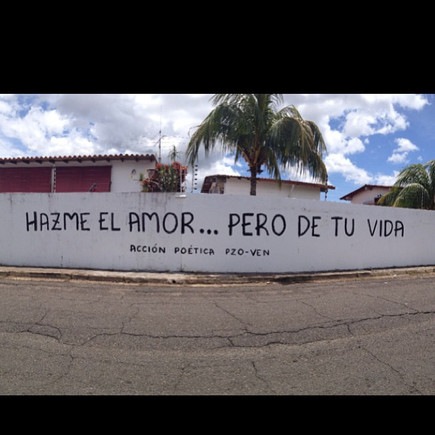 HAZME EL AMOR... PERO DE TU VIDA
ACCIÓN POÉTICA PZO-VEN